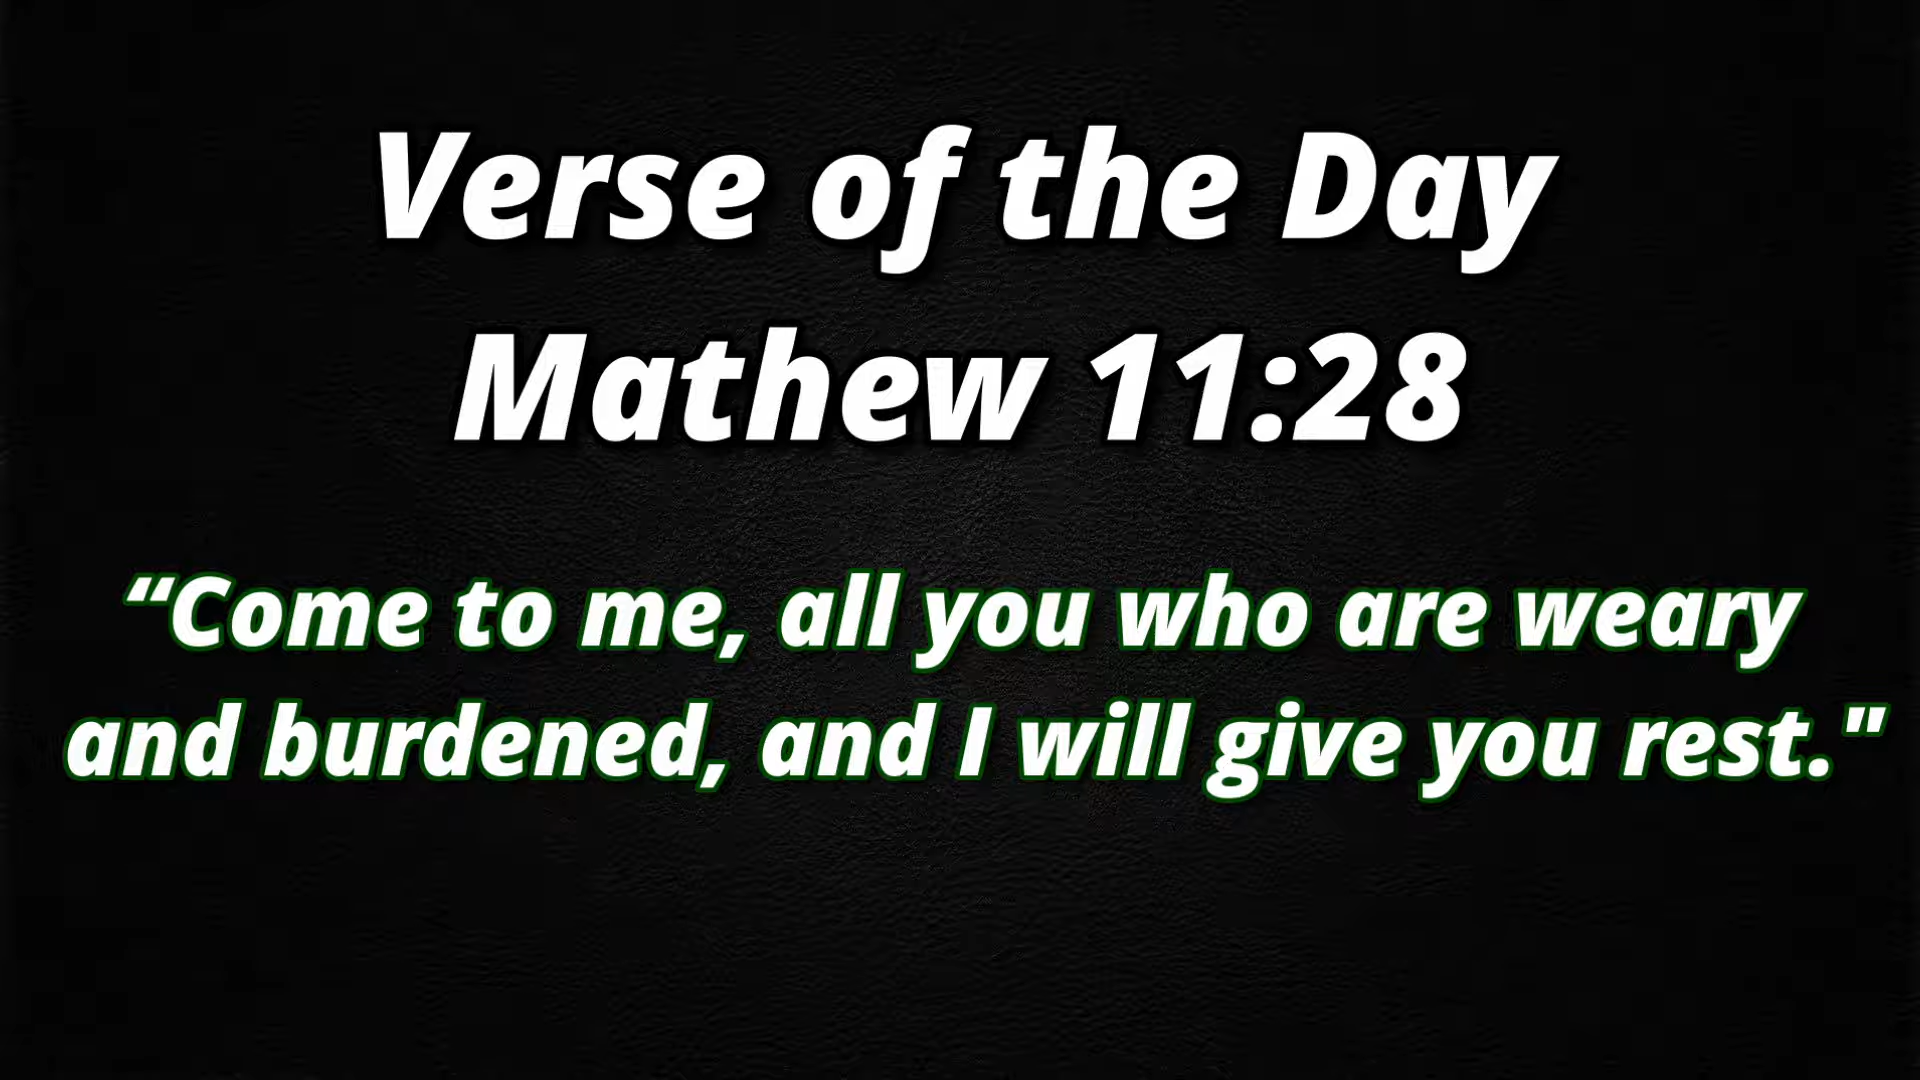 Verse of the Day
Mathew 11:28
“Come to me, all you who are weary
and burdened, and I will give you rest."